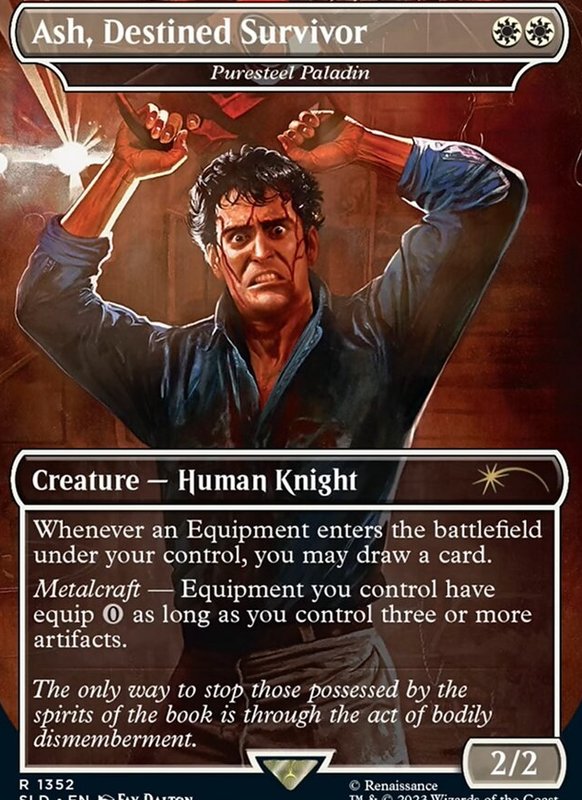 Ash, Destined Survivor
Puresteel Paladin
Creature — Human Knight
Whenever an Equipment enters the battlefield
under your control, you may draw a card.
Metalcraft — Equipment you control have
equip 0 as long as you control three or more
artifacts.
The only way to stop those possessed by the
spirits of the book is through the act of bodily
dismemberment.
2/2
R 1352
© Renaissance
SLD • EN Fay Dalton
™ & © 2023 Wizards of the Coast